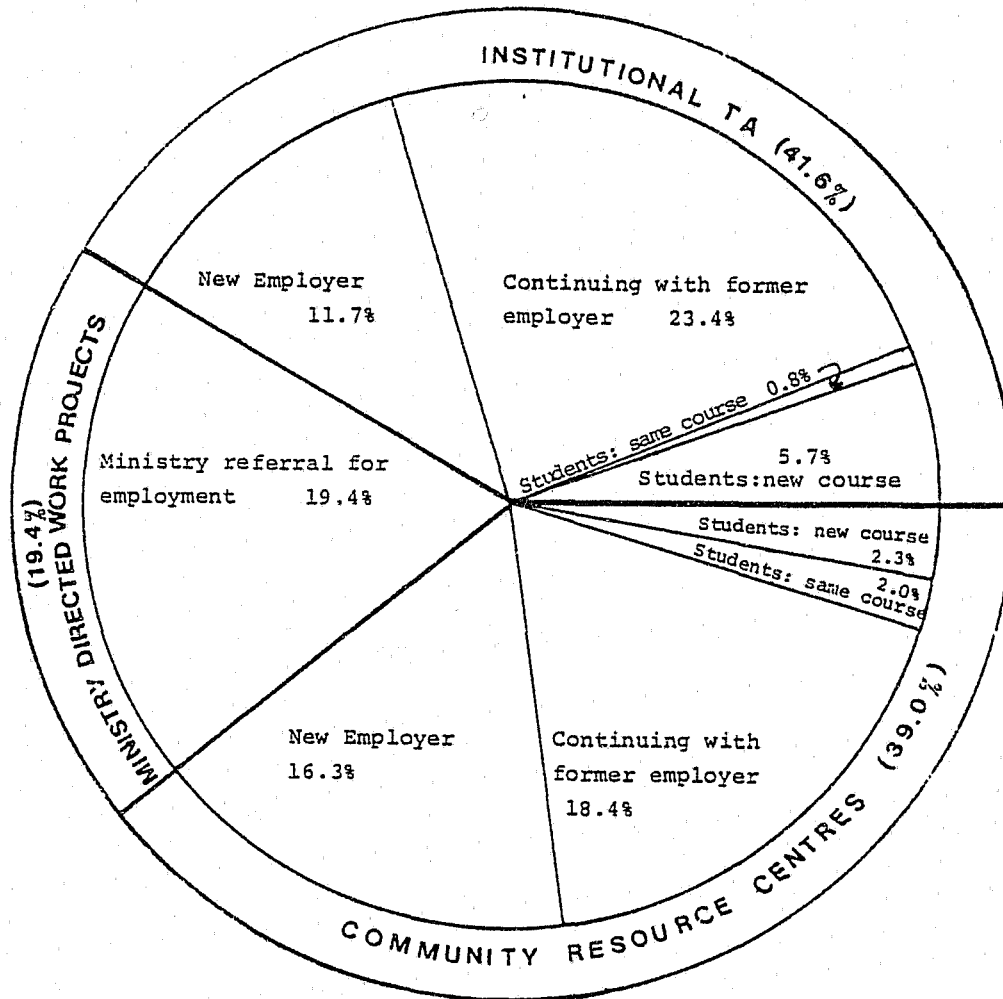 INSTITUTIONAL TA (41.6%)
New Employer
11.7%
Continuing with former
employer 23.4%
Students: same course 0.8%
5.7%
Students:new course
Ministry referral for
employment 19.4%
(19.4%)
MINISTRY DIRECTED WORK PROJECTS
Students: new course
2.3%
2.0%
Students: same course
New Employer
16.3%
Continuing with
former employer
18.4%
COMMUNITY RESOURCE CENTRES (39.0%)